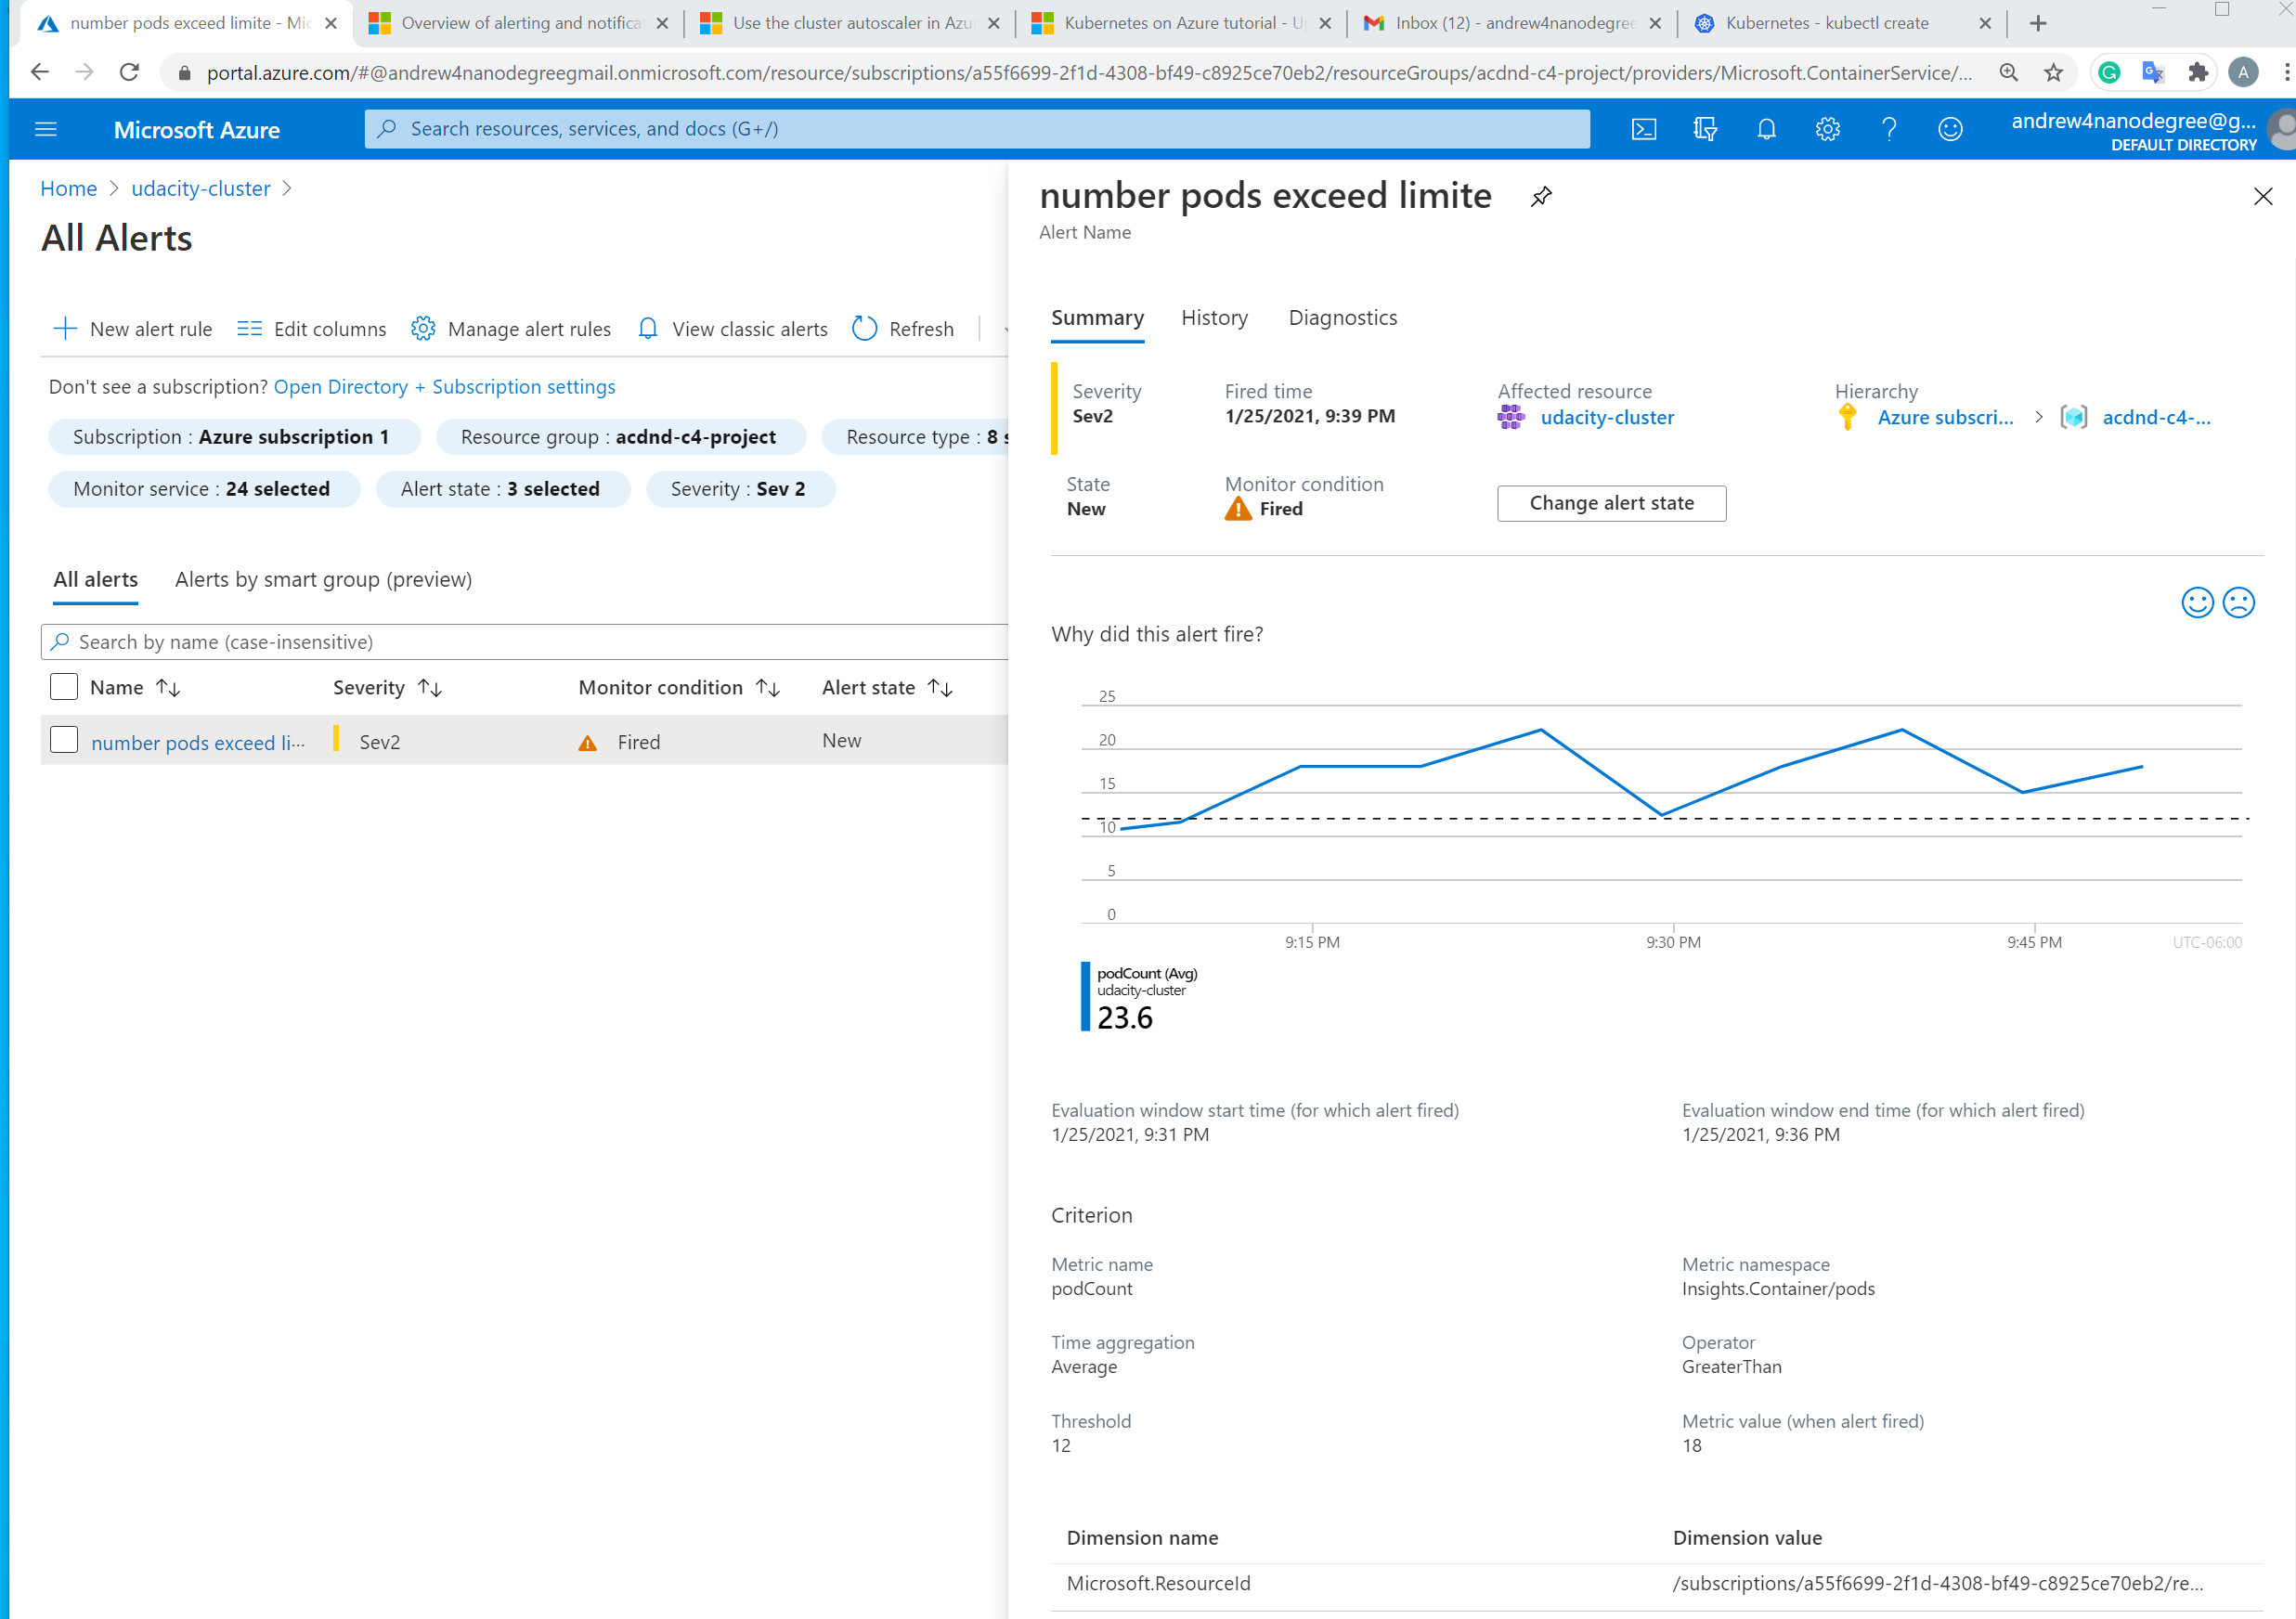 number pods exceed limite - Mic
Overview of alerting and notifica
Use the cluster autoscaler in Azu
Kubernetes on Azure tutorial - U
Inbox (12) - andrew4nanodegree
Kubernetes - kubectl create
portal.azure.com/#@andrew4nanodegreegmail.onmicrosoft.com/resource/subscriptions/a55f6699-2f1d-4308-bf49-c8925ce70eb2/resourceGroups/acdnd-c4-project/providers/Microsoft.ContainerService/...
A
Microsoft Azure
Search resources, services, and docs (G+/)
andrew4nanodegree@g...
DEFAULT DIRECTORY
Home > udacity-cluster >
All Alerts
New alert rule
Edit columns
Manage alert rules
View classic alerts
Refresh
Don't see a subscription? Open Directory + Subscription settings
Subscription : Azure subscription 1
Resource group : acdnd-c4-project
Resource type : 8 s
Monitor service : 24 selected
Alert state : 3 selected
Severity : Sev 2
All alerts
Alerts by smart group (preview)
Search by name (case-insensitive)
Name
Severity
Monitor condition
Alert state
number pods exceed li...
Sev2
Fired
New
number pods exceed limite
Alert Name
Summary
History
Diagnostics
Severity
Sev2
Fired time
1/25/2021, 9:39 PM
Affected resource
udacity-cluster
Hierarchy
Azure subscri... > acdnd-c4-...
State
New
Monitor condition
Fired
Change alert state
Why did this alert fire?
25
20
15
10
5
0
9:15 PM
9:30 PM
9:45 PM
UTC-06:00
podCount (Avg)
udacity-cluster
23.6
Evaluation window start time (for which alert fired)
1/25/2021, 9:31 PM
Evaluation window end time (for which alert fired)
1/25/2021, 9:36 PM
Criterion
Metric name
podCount
Metric namespace
Insights.Container/pods
Time aggregation
Average
Operator
GreaterThan
Threshold
12
Metric value (when alert fired)
18
Dimension name
Dimension value
Microsoft.ResourceId
/subscriptions/a55f6699-2f1d-4308-bf49-c8925ce70eb2/re...